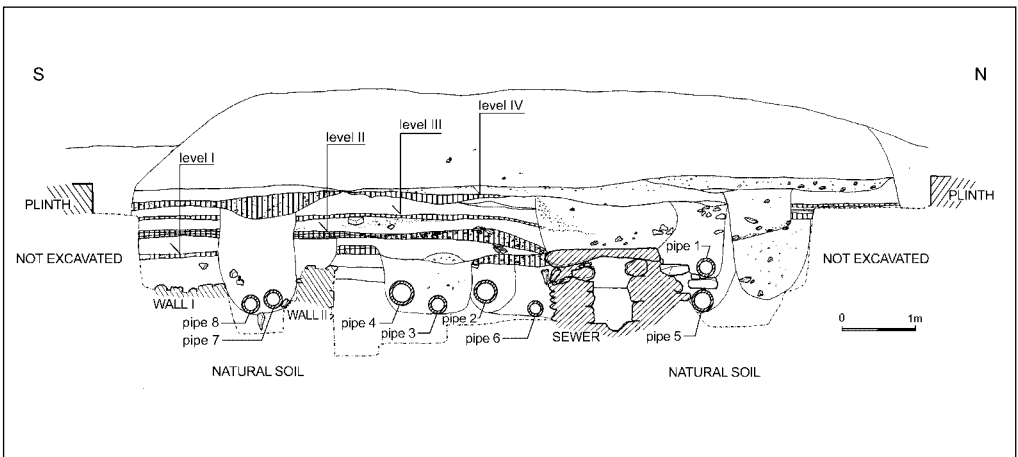 S
N
level IV
level III
level II
level I
PLINTH
PLINTH
NOT EXCAVATED
pipe 1
NOT EXCAVATED
WALL I
WALL II
pipe 8
pipe 7
pipe 4
pipe 3
pipe 2
pipe 6
SEWER
pipe 5
0 1m
NATURAL SOIL
NATURAL SOIL